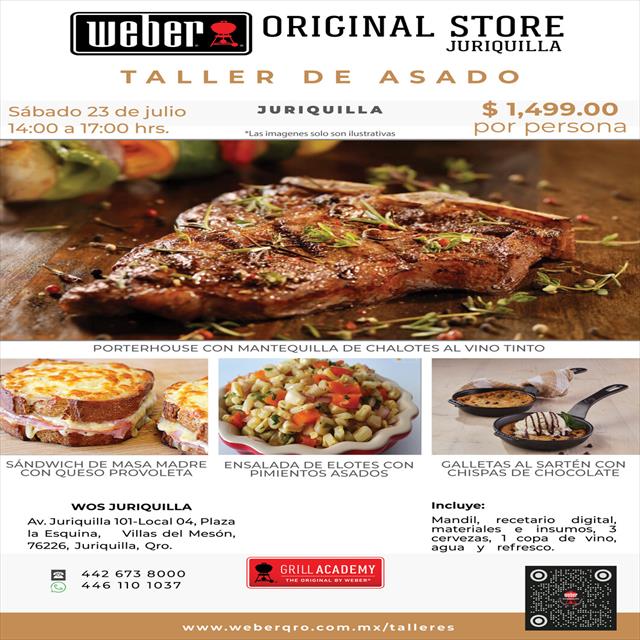 weber ORIGINAL STORE
JURIQUILLA
TALLER DE ASADO
Sábado 23 de julio
14:00 a 17:00 hrs.
JURIQUILLA
*Las imagenes solo son ilustrativas
$ 1,499.00
por persona
PORTERHOUSE CON MANTEQUILLA DE CHALOTES AL VINO TINTO
SÁNDWICH DE MASA MADRE
CON QUESO PROVOLETA
ENSALADA DE ELOTES CON
PIMIENTOS ASADOS
GALLETAS AL SARTÉN CON
CHISPAS DE CHOCOLATE
WOS JURIQUILLA
Av. Juriquilla 101-Local 04, Plaza
la Esquina, Villas del Mesón,
76226, Juriquilla, Qro.
Incluye:
Mandil, recetario digital,
materiales e insumos, 3
cervezas, 1 copa de vino,
agua y refresco.
442 673 8000
446 110 1037
GRILL ACADEMY
THE ORIGINAL BY WEBER
weber
www.weberqro.com.mx/talleres